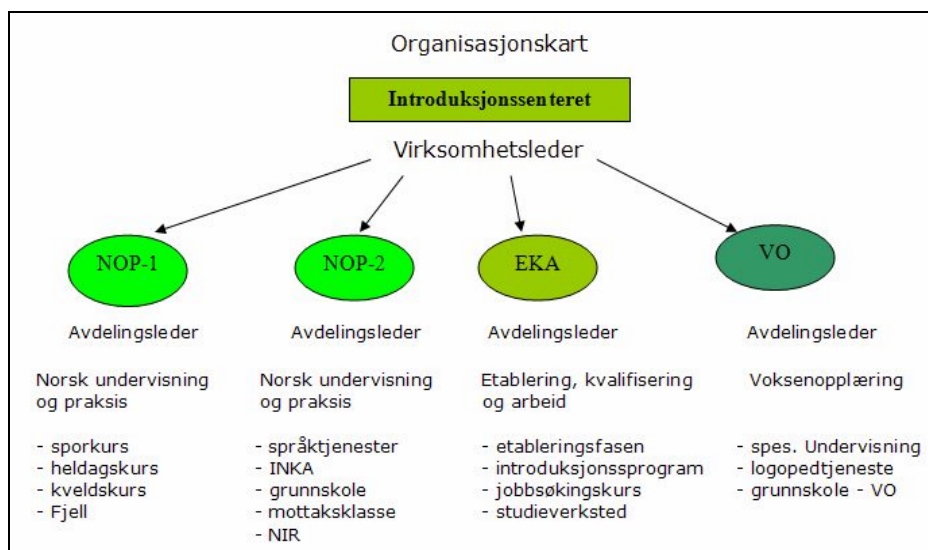 Organisasjonskart
Introduksjonssenteret
Virksomhetsleder
NOP-1
NOP-2
EKA
VO
Avdelingsleder
Avdelingsleder
Avdelingsleder
Avdelingsleder
Norsk undervisning
og praksis
- sporkurs
- heldagskurs
- kveldskurs
- Fjell
Norsk undervisning
og praksis
- språktjenester
- INKA
- grunnskole
- mottaksklasse
- NIR
Etablering, kvalifisering
og arbeid
- etableringsfasen
- introduksjonssprogram
- jobbsøkingskurs
- studieverksted
Voksenopplæring
- spes. Undervisning
- logopedtjeneste
- grunnskole - VO